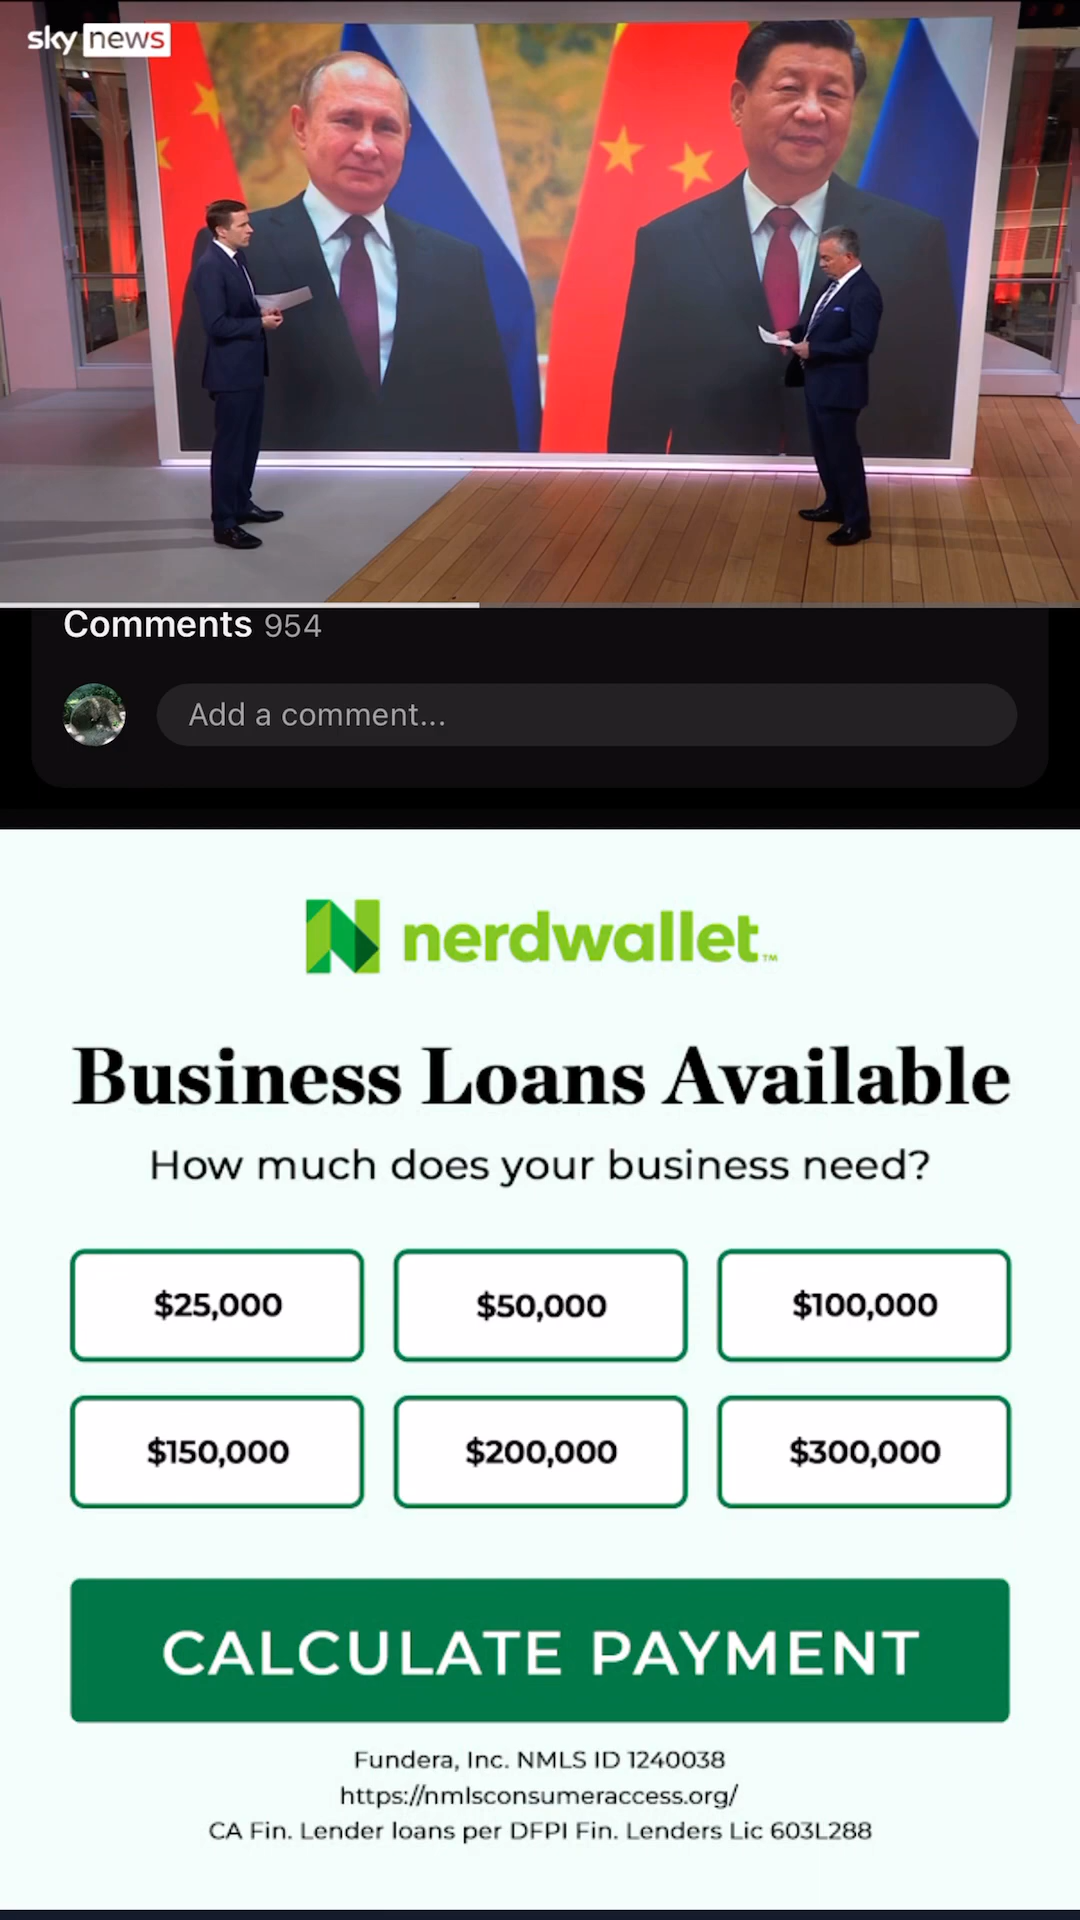 sky news
Comments 954
Add a comment...
nerdwallet™
Business Loans Available
How much does your business need?
$25,000
$50,000
$100,000
$150,000
$200,000
$300,000
CALCULATE PAYMENT
Fundera, Inc. NMLS ID 1240038
https://nmlsconsumeraccess.org/
CA Fin. Lender loans per DFPI Fin. Lenders Lic 603L288